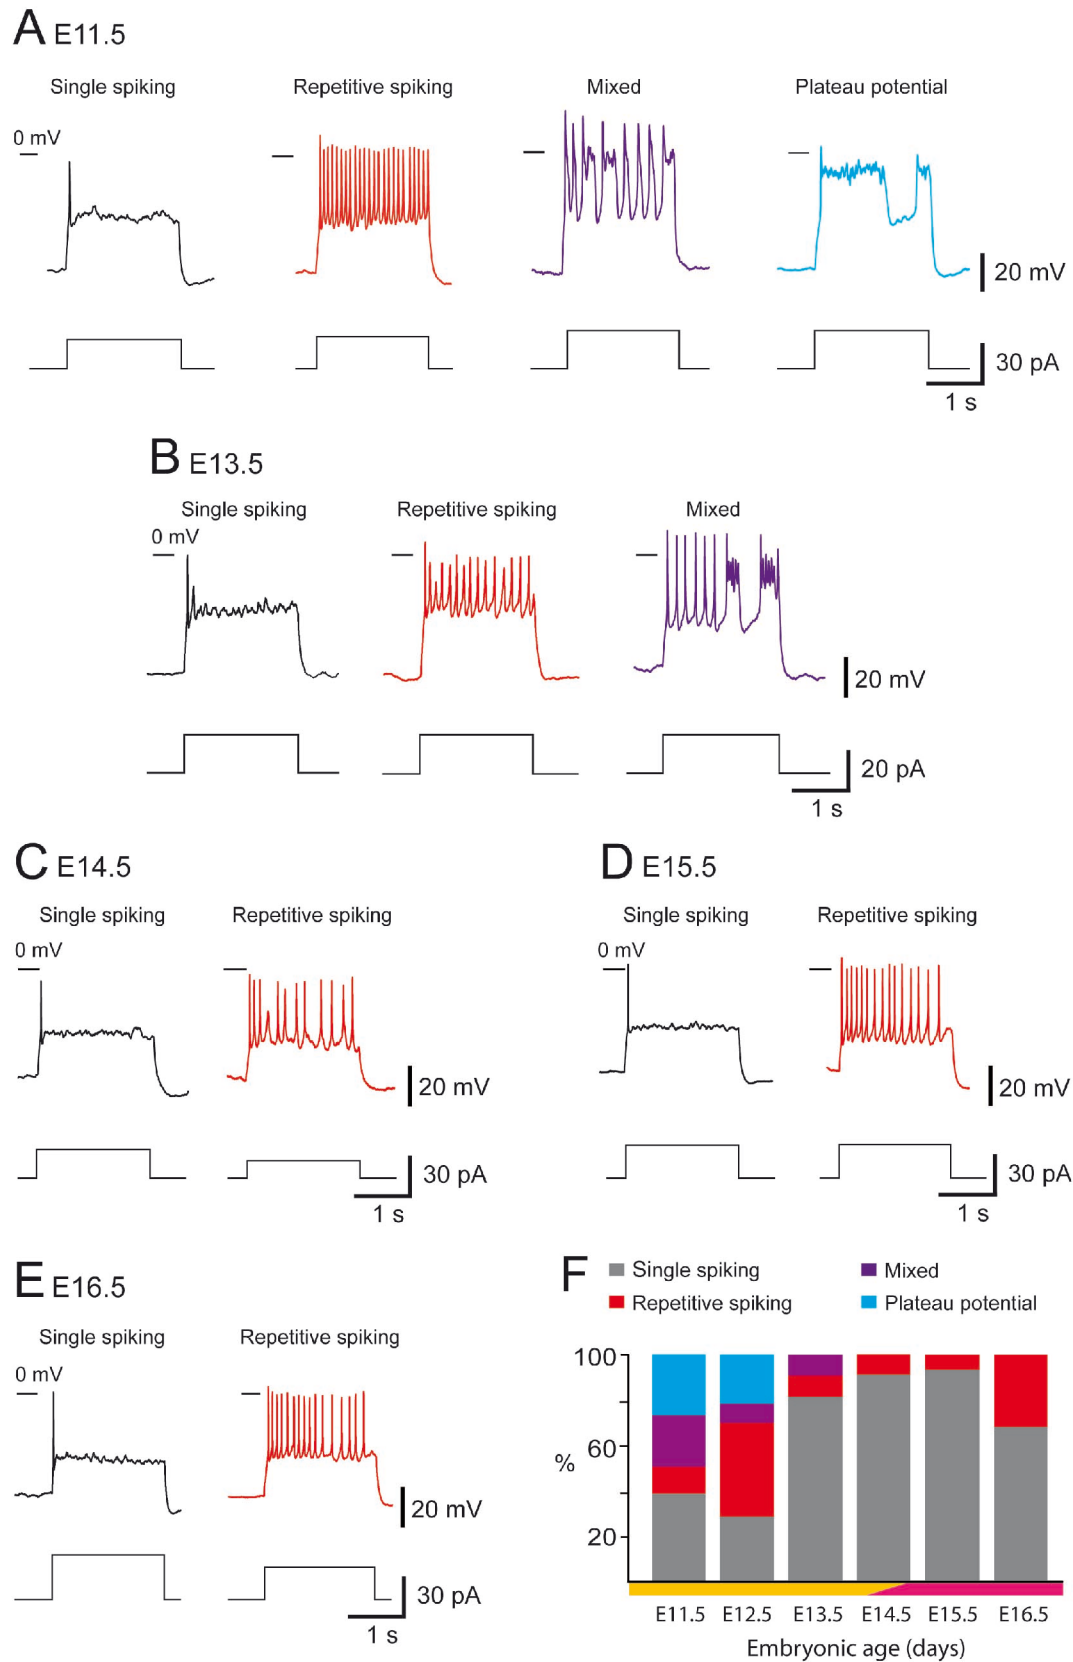 A E11.5
Single spiking Repetitive spiking Mixed Plateau potential
0 mV
20 mV
30 pA
1 s
B E13.5
Single spiking Repetitive spiking Mixed
0 mV
20 mV
20 pA
1 s
C E14.5
Single spiking Repetitive spiking
0 mV
20 mV
30 pA
1 s
D E15.5
Single spiking Repetitive spiking
0 mV
20 mV
30 pA
1 s
E E16.5
Single spiking Repetitive spiking
0 mV
20 mV
30 pA
1 s
F
Single spiking Mixed
Repetitive spiking Plateau potential
100
60
%
20
E11.5 E12.5 E13.5 E14.5 E15.5 E16.5
Embryonic age (days)